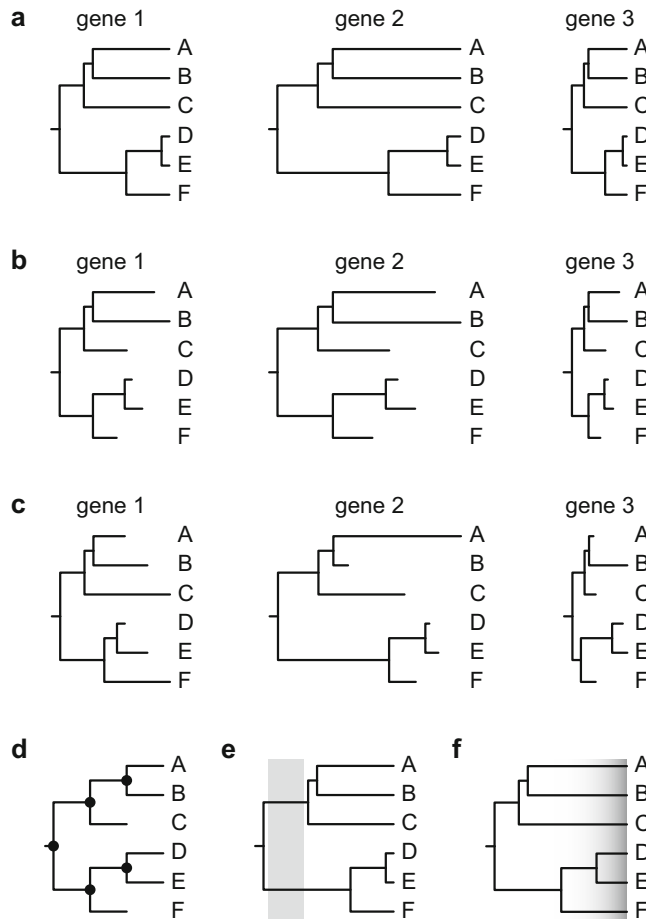 a gene 1 gene 2 gene 3
A A A
B B B
C C C
D D D
E E E
F F F
b gene 1 gene 2 gene 3
A A A
B B B
C C C
D D D
E E E
F F F
c gene 1 gene 2 gene 3
A A A
B B B
C C C
D D D
E E E
F F F
d e f
A A A
B B B
C C C
D D D
E E E
F F F